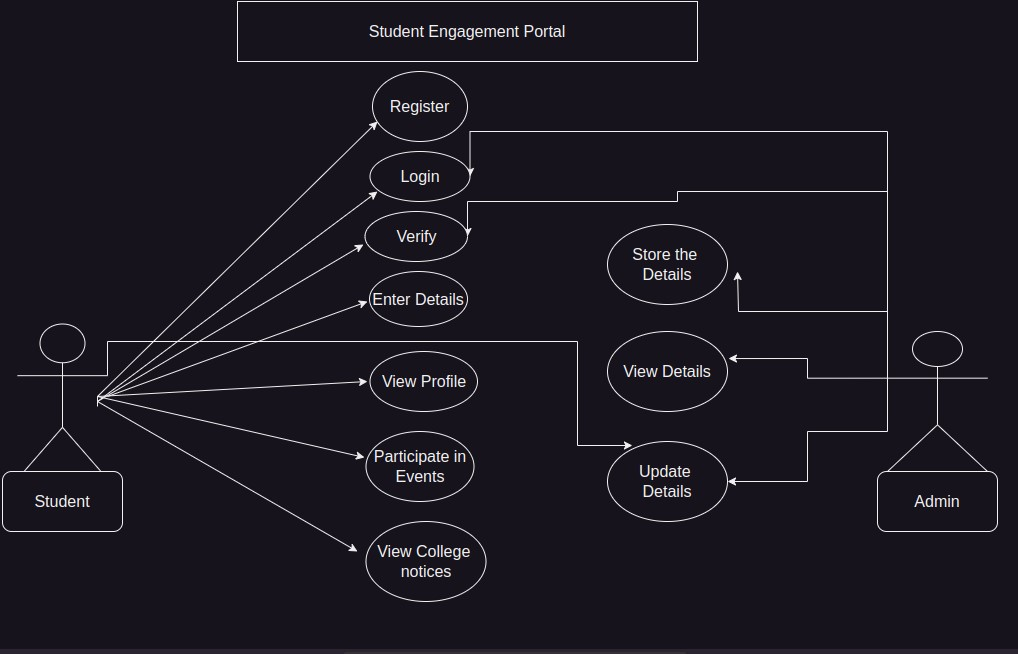 Student Engagement Portal
Register
Login
Verify
Enter Details
View Profile
Participate in
Events
View College
notices
Store the
Details
View Details
Update
Details
Student
Admin